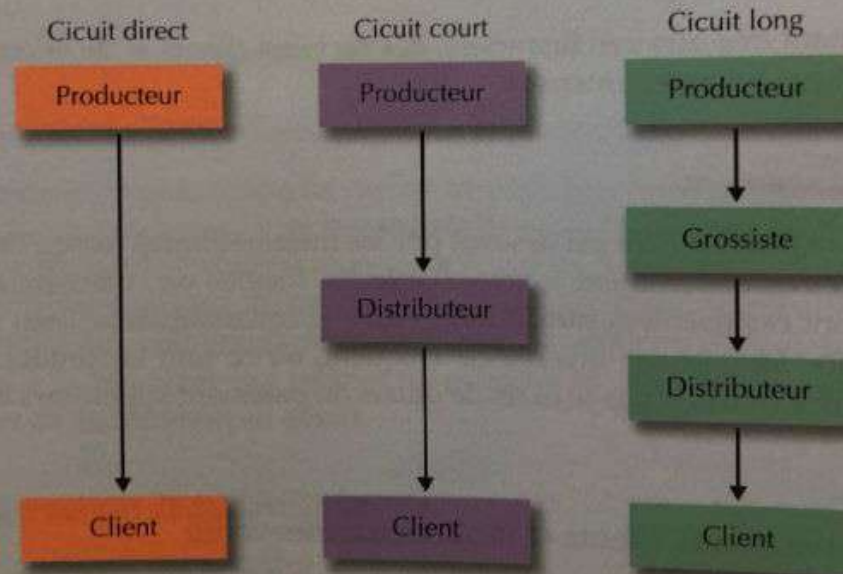 Cicuit direct
Producteur
Client
Cicuit court
Producteur
Distributeur
Client
Cicuit long
Producteur
Grossiste
Distributeur
Client